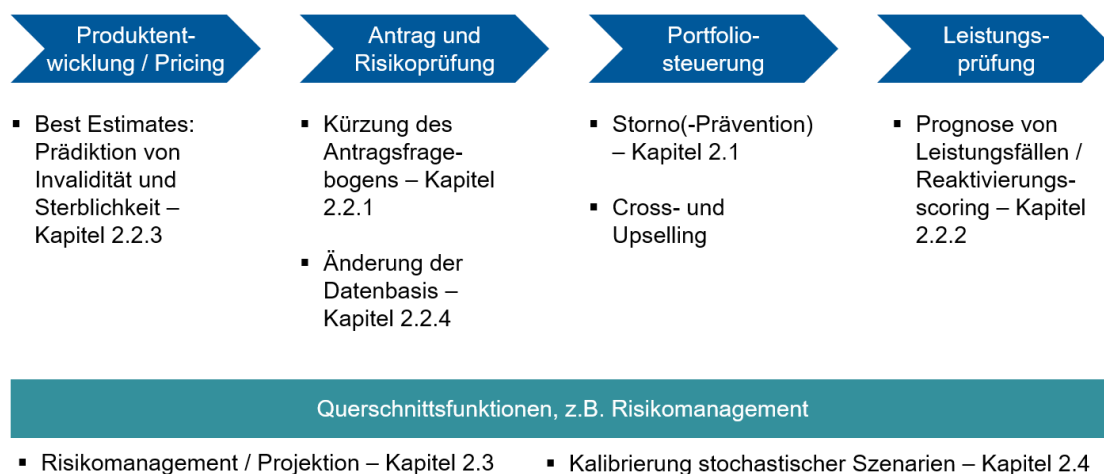 Produktent-
wicklung / Pricing
Antrag und
Risikoprüfung
Portfolio-
steuerung
Leistungs-
prüfung
▪ Best Estimates:
Prädiktion von
Invalidität und
Sterblichkeit –
Kapitel 2.2.3
▪ Kürzung des
Antragsfrage-
bogens – Kapitel
2.2.1
▪ Änderung der
Datenbasis –
Kapitel 2.2.4
▪ Storno(-Prävention)
– Kapitel 2.1
▪ Cross- und
Upselling
▪ Prognose von
Leistungsfällen /
Reaktivierungs-
scoring – Kapitel
2.2.2
Querschnittsfunktionen, z.B. Risikomanagement
▪ Risikomanagement / Projektion – Kapitel 2.3
▪ Kalibrierung stochastischer Szenarien – Kapitel 2.4